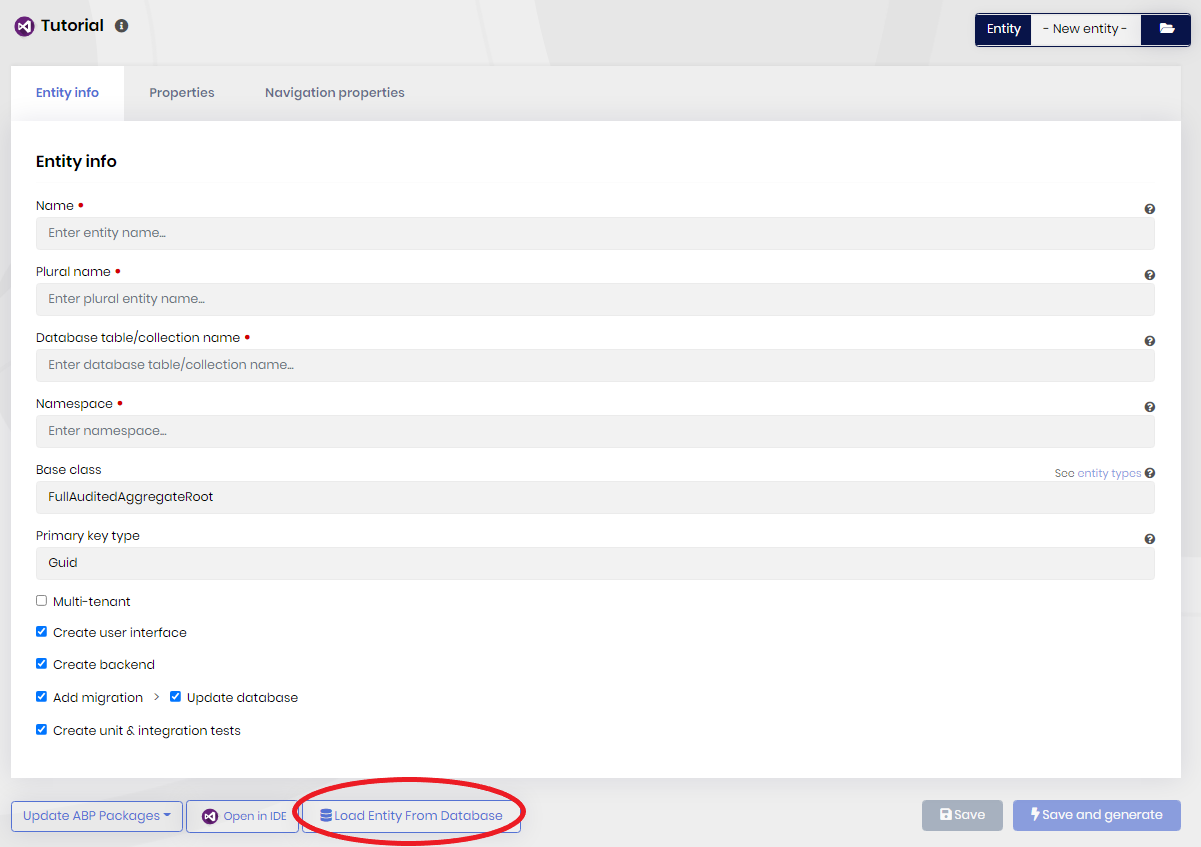 Tutorial
Entity - New entity -
Entity info Properties Navigation properties
Entity info
Name •
Enter entity name...
Plural name •
Enter plural entity name...
Database table/collection name •
Enter database table/collection name...
Namespace •
Enter namespace...
Base class See entity types
FullAuditedAggregateRoot
Primary key type
Guid
Multi-tenant
Create user interface
Create backend
Add migration > Update database
Create unit & integration tests
Update ABP Packages Open in IDE Load Entity From Database Save Save and generate